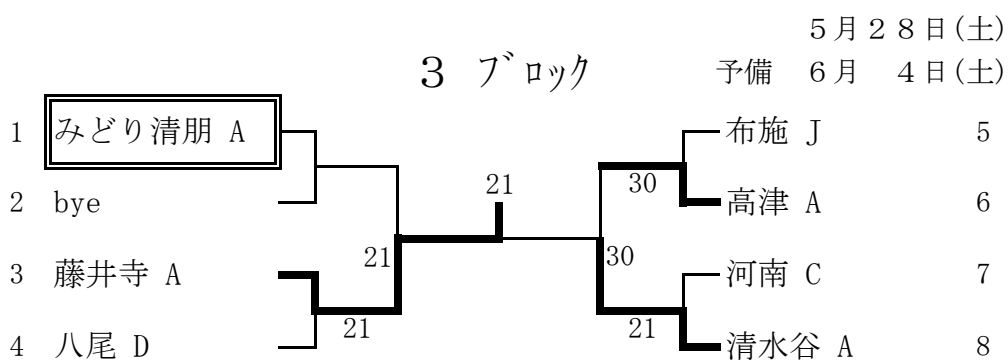 ５月２８日(土)
３ ブロック
予備 ６月 ４日(土)
1 みどり清朋 A
布施 J 5
21
30
2 bye
高津 A 6
21
30
3 藤井寺 A
河南 C 7
21
21
4 八尾 D
清水谷 A 8